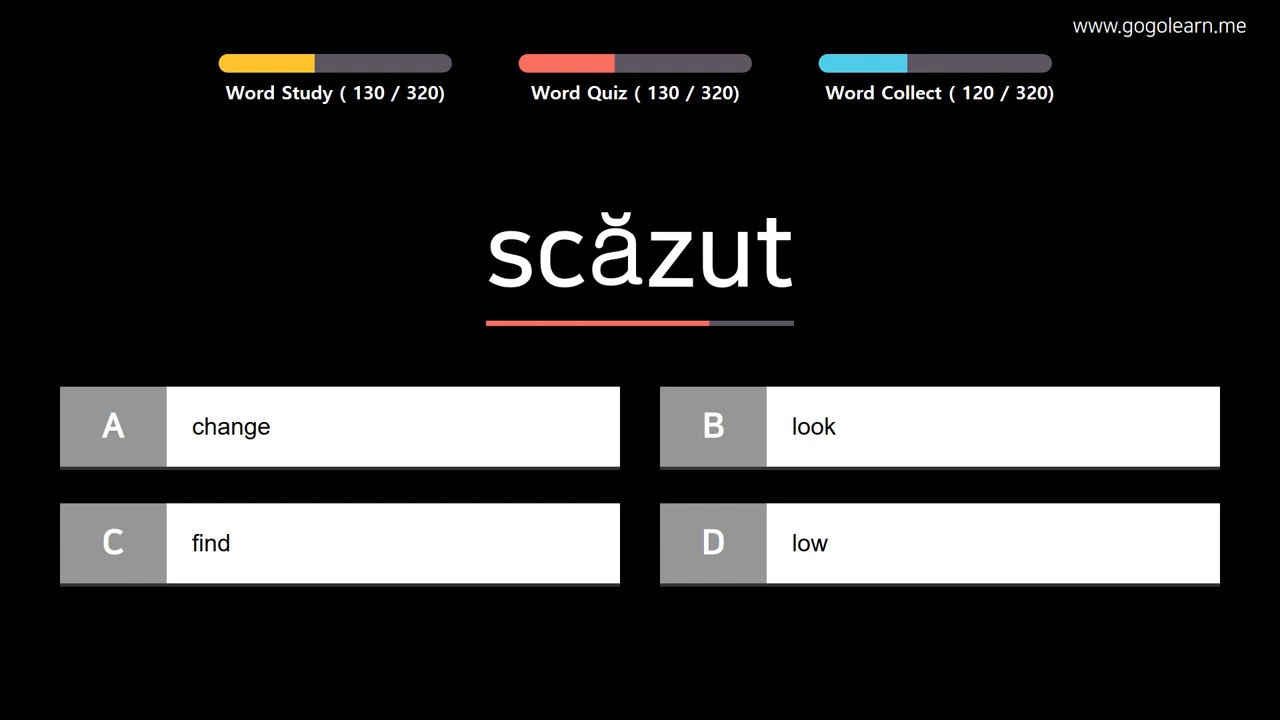 www.gogolearn.me
Word Study ( 130 / 320)
Word Quiz ( 130 / 320)
Word Collect ( 120 / 320)
scăzut
A change
B look
C find
D low